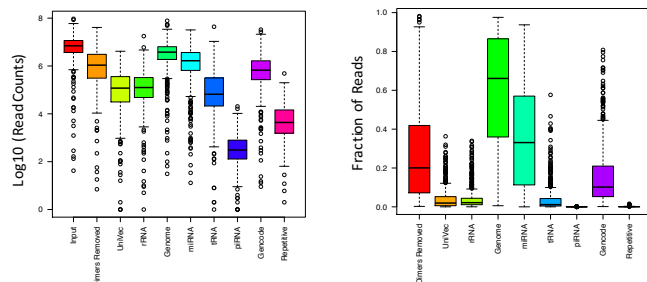 Log10 (Read Counts)
8
6
4
2
0
Input
Dimers Removed
UniVec
rRNA
Genome
miRNA
tRNA
piRNA
Gencode
Repetitive
Fraction of Reads
1.0
0.8
0.6
0.4
0.2
0.0
Dimers Removed
UniVec
rRNA
Genome
miRNA
tRNA
piRNA
Gencode
Repetitive